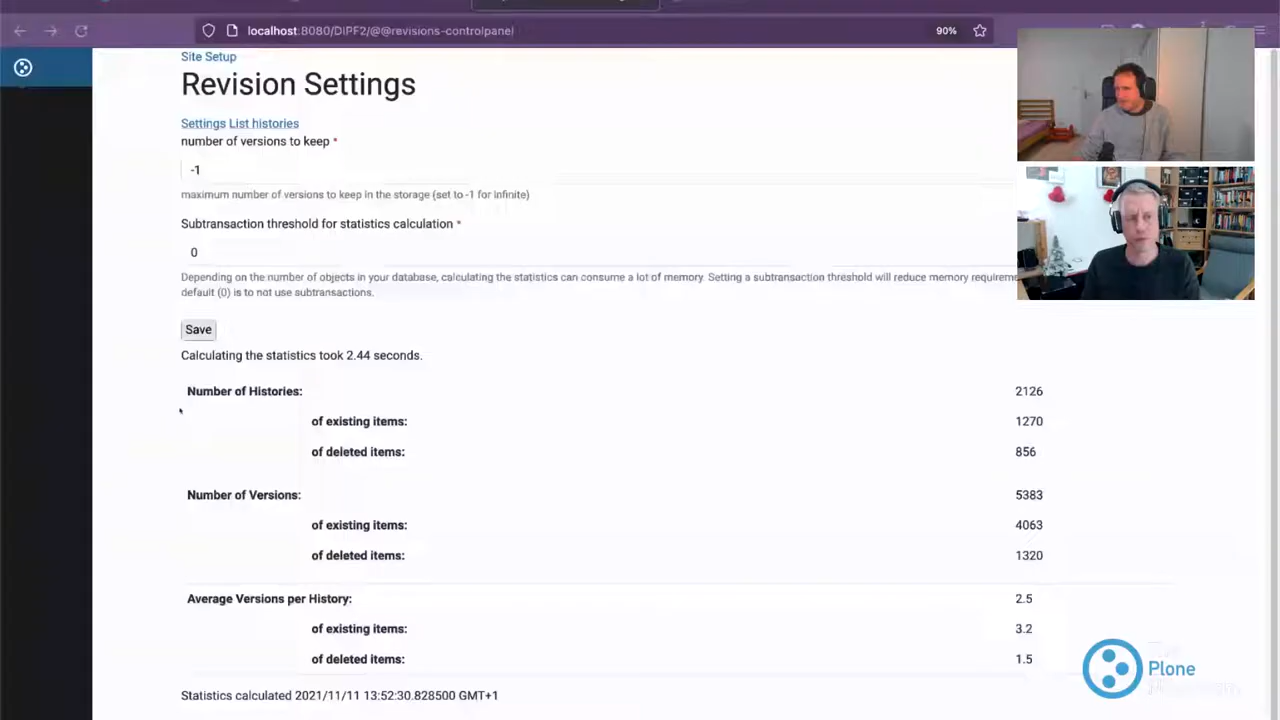 localhost:8080/DIPF2/@@revisions-controlpanel
90%
Site Setup
Revision Settings
Settings List histories
number of versions to keep *
-1
maximum number of versions to keep in the storage (set to -1 for infinite)
Subtransaction threshold for statistics calculation *
0
Depending on the number of objects in your database, calculating the statistics can consume a lot of memory. Setting a subtransaction threshold will reduce memory
default (0) is to not use subtransactions.
Save
Calculating the statistics took 2.44 seconds.
Number of Histories: 2126
of existing items: 1270
of deleted items: 856
Number of Versions: 5383
of existing items: 4063
of deleted items: 1320
Average Versions per History: 2.5
of existing items: 3.2
of deleted items: 1.5
Statistics calculated 2021/11/11 13:52:30.828500 GMT+1
Plone